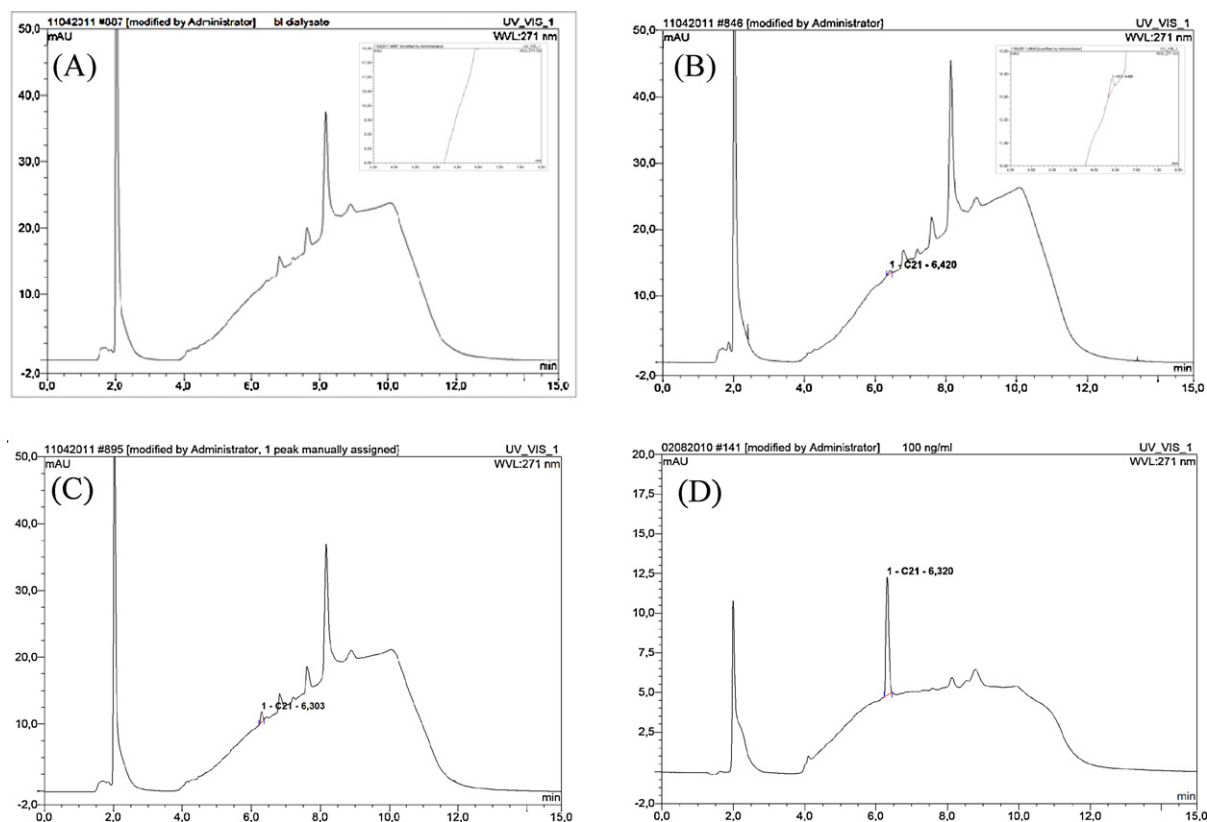 11042011 #887 [modified by Administrator] bl dialysate UV_VIS_1
mAU WVL:271 nm
(A)
50,0
40,0
30,0
20,0
10,0
-2,0
0,0 2,0 4,0 6,0 8,0 10,0 12,0 15,0
min
11042011 #846 [modified by Administrator] UV_VIS_1
mAU WVL:271 nm
(B)
50,0
40,0
30,0
20,0
10,0
-2,0
1 - C21 - 6,420
0,0 2,0 4,0 6,0 8,0 10,0 12,0 15,0
min
11042011 #895 [modified by Administrator, 1 peak manually assigned] UV_VIS_1
mAU WVL:271 nm
(C)
50,0
40,0
30,0
20,0
10,0
-2,0
1 - C21 - 6,303
0,0 2,0 4,0 6,0 8,0 10,0 12,0 15,0
min
02082010 #141 [modified by Administrator] 100 ng/ml UV_VIS_1
mAU WVL:271 nm
(D)
20,0
17,5
15,0
12,5
10,0
7,5
5,0
2,5
-2,0
1 - C21 - 6,320
0,0 2,0 4,0 6,0 8,0 10,0 12,0 15,0
min